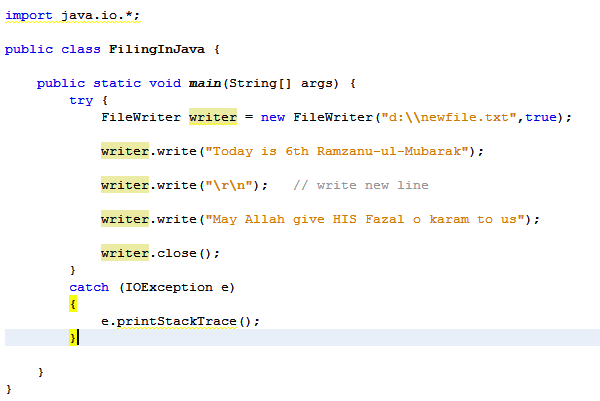 import java.io.*;
public class FilingInJava {
public static void main(String[] args) {
try {
FileWriter writer = new FileWriter("d:\\newfile.txt",true);
writer.write("Today is 6th Ramzanu-ul-Mubarak");
writer.write("\r\n");   // write new line
writer.write("May Allah give HIS Fazal o karam to us");
writer.close();
}
catch (IOException e)
{
e.printStackTrace();
}
}
}